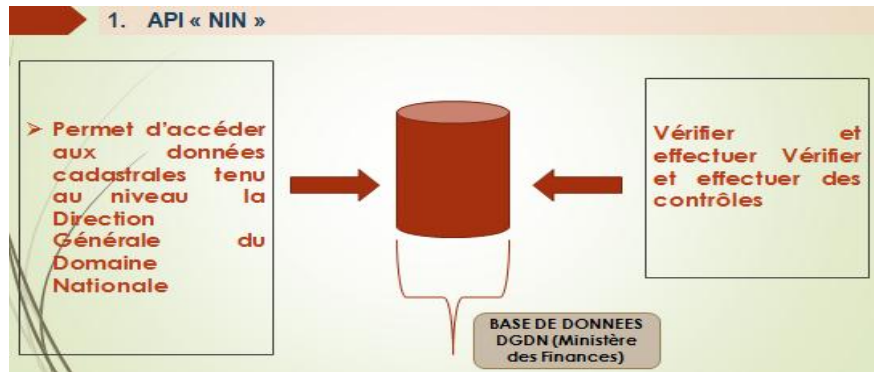 1. API « NIN »
➢ Permet d'accéder
aux données
cadastrales tenu
au niveau la
Direction
Générale du
Domaine
Nationale
Vérifier et
effectuer Vérifier
et effectuer des
contrôles
BASE DE DONNEES
DGDN (Ministère
des Finances)